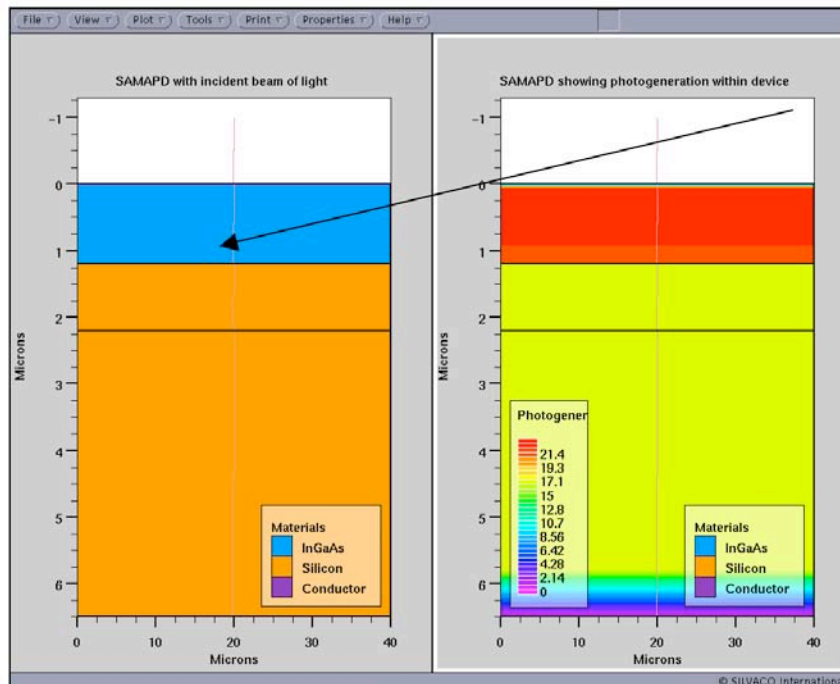 File View Plot Tools Print Properties Help
SAMAPD with incident beam of light
-1
0
1
2
3
4
5
6
Microns
0 10 20 30 40
Microns
Materials
InGaAs
Silicon
Conductor
SAMAPD showing photogeneration within device
-1
0
1
2
3
4
5
6
Microns
0 10 20 30 40
Microns
Photogener
21.4
19.3
17.1
15
12.8
10.7
8.56
6.42
4.28
2.14
0
Materials
InGaAs
Silicon
Conductor
© SILVACO International